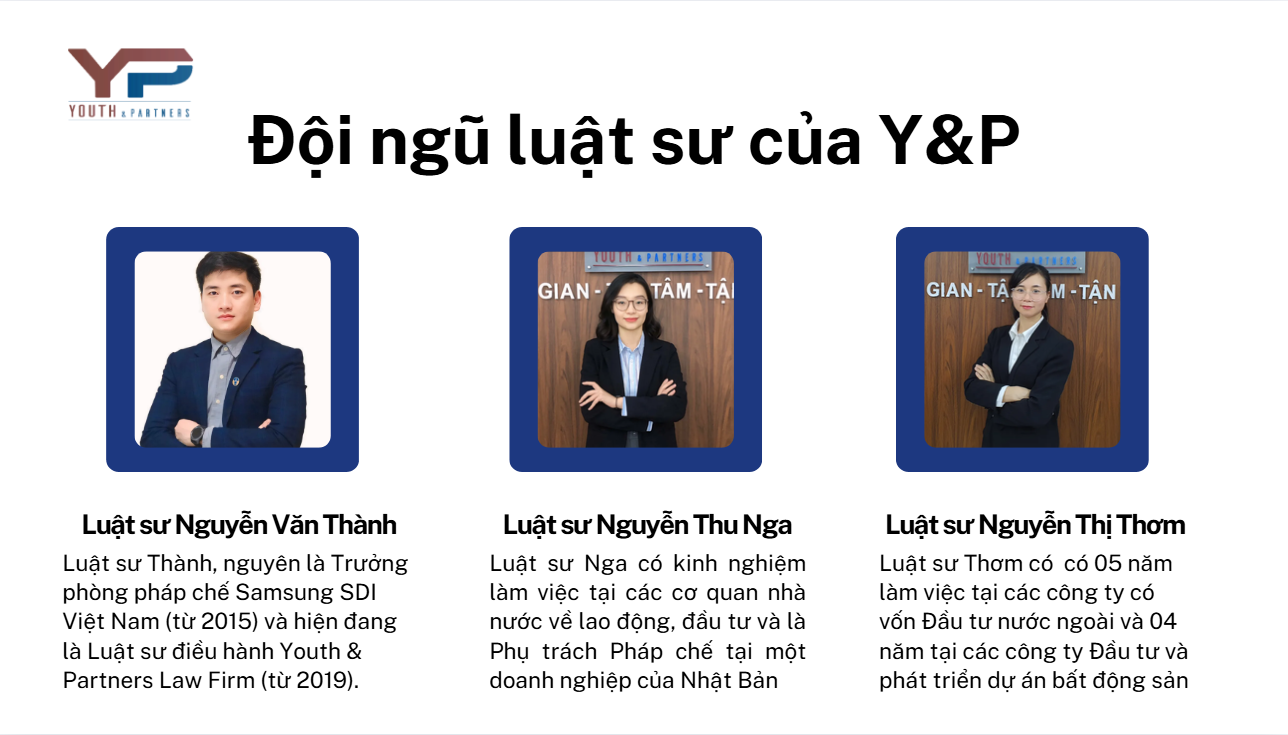 YP
YOUTH & PARTNERS
Đội ngũ luật sư của Y&P
YOUTH & PARTNERS
GIAN - TÂM - TẬ
YOUTH & PARTNERS
GIAN - TÂ M - TẬN
Luật sư Nguyễn Văn Thành
Luật sư Thành, nguyên là Trưởng
phòng pháp chế Samsung SDI
Việt Nam (từ 2015) và hiện đang
là Luật sư điều hành Youth &
Partners Law Firm (từ 2019).
Luật sư Nguyễn Thu Nga
Luật sư Nga có kinh nghiệm
làm việc tại các cơ quan nhà
nước về lao động, đầu tư và là
Phụ trách Pháp chế tại một
doanh nghiệp của Nhật Bản
Luật sư Nguyễn Thị Thơm
Luật sư Thơm có có 05 năm
làm việc tại các công ty có
vốn Đầu tư nước ngoài và 04
năm tại các công ty Đầu tư và
phát triển dự án bất động sản